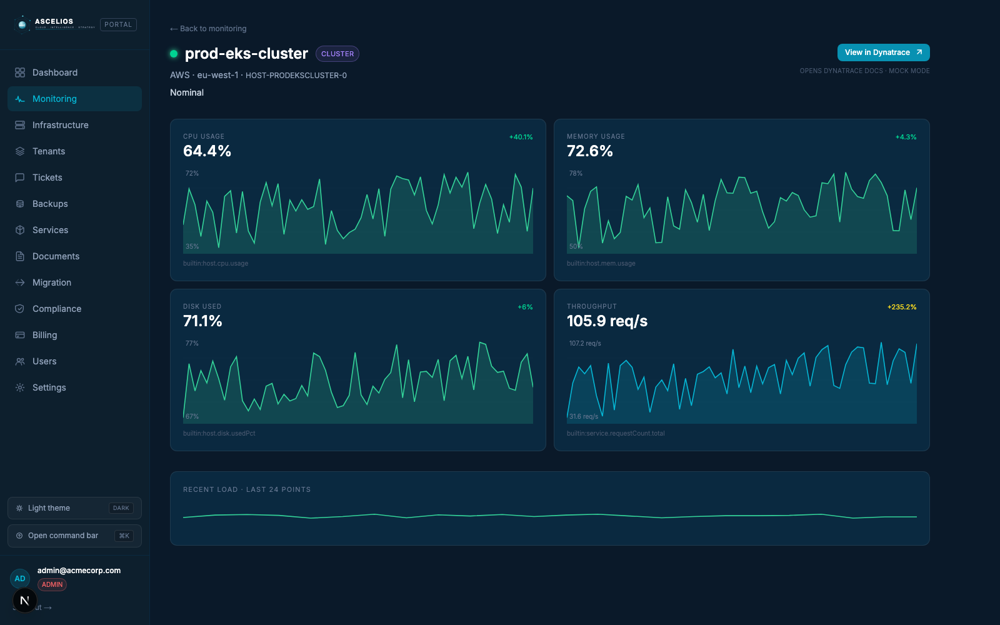 ASCELIOS
CLOUD · INTELLIGENCE · STRATEGY
PORTAL
Dashboard
Monitoring
Infrastructure
Tenants
Tickets
Backups
Services
Documents
Migration
Compliance
Billing
Users
Settings
Light theme
DARK
Open command bar
⌘K
AD
admin@acmecorp.com
ADMIN
N
ut →
← Back to monitoring
prod-eks-cluster
CLUSTER
AWS · eu-west-1 · HOST-PRODEKSCLUSTER-0
Nominal
View in Dynatrace
OPENS DYNATRACE DOCS · MOCK MODE
CPU USAGE
+40.1%
64.4%
72%
35%
builtin:host.cpu.usage
MEMORY USAGE
+4.3%
72.6%
78%
50%
builtin:host.mem.usage
DISK USED
+6%
71.1%
77%
67%
builtin:host.disk.usedPct
THROUGHPUT
+235.2%
105.9 req/s
107.2 req/s
31.6 req/s
builtin:service.requestCount.total
RECENT LOAD · LAST 24 POINTS